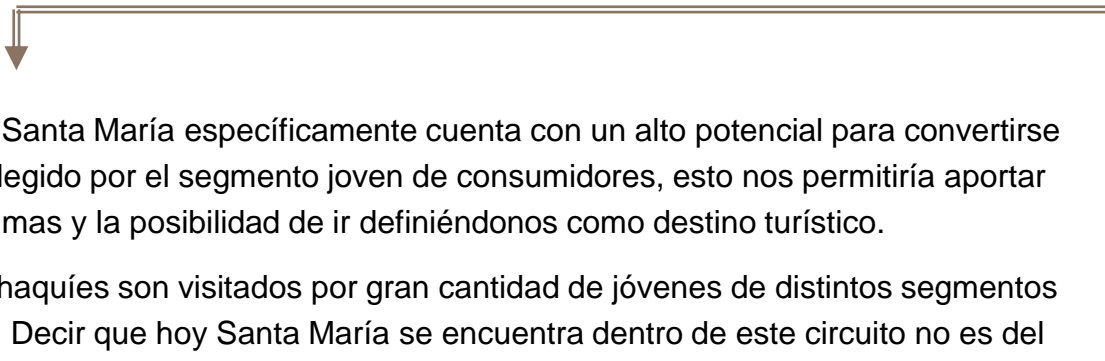 Santa María específicamente cuenta con un alto potencial para convertirse
legido por el segmento joven de consumidores, esto nos permitiría aportar
mas y la posibilidad de ir definiéndonos como destino turístico.
haquíes son visitados por gran cantidad de jóvenes de distintos segmentos
Decir que hoy Santa María se encuentra dentro de este circuito no es del